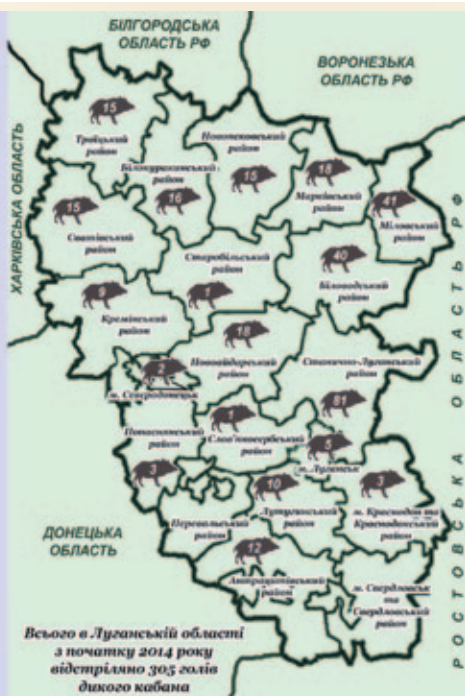 БІЛГОРОДСЬКА
ОБЛАСТЬ РФ
ВОРОНЕЗЬКА
ОБЛАСТЬ РФ
ХАРКІВСЬКА ОБЛАСТЬ
15
Троїцький
район
Новопсковський
район
15
Білокуракинський
район
16
18
Марківський
район
41
Міловський
район
15
Сватівський
район
Старобільський
район
1
40
Біловодський
район
9
Кремінський
район
18
Новоайдарський
район
Станично-Луганський
район
81
2
м. Сєвєродонецьк
Попаснянський
район
3
1
Слов'яносербський
район
5
м. Луганськ
10
Лутугинський
район
3
м. Краснодон та
Краснодонський
район
Перевальський
район
12
Антрацитівський
район
м. Свердловськ
та
Свердловський
район
ДОНЕЦЬКА
ОБЛАСТЬ
РОСТОВСЬКА ОБЛАСТЬ РФ
Всього в Луганській області
з початку 2014 року
відстріляно 305 голів
дикого кабана